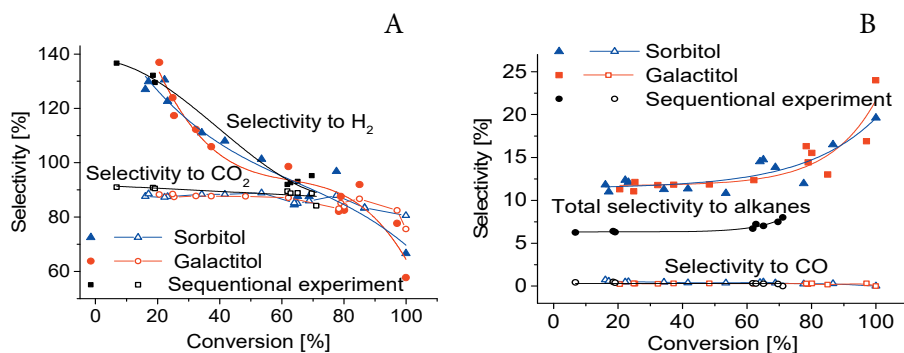 A
Selectivity [%]
140
120
100
80
60
Selectivity to H2
Selectivity to CO2
Sorbitol
Galactitol
Sequentional experiment
0 20 40 60 80 100
Conversion [%]
B
Selectivity [%]
25
20
15
10
5
0
Sorbitol
Galactitol
Sequentional experiment
Total selectivity to alkanes
Selectivity to CO
0 20 40 60 80 100
Conversion [%]